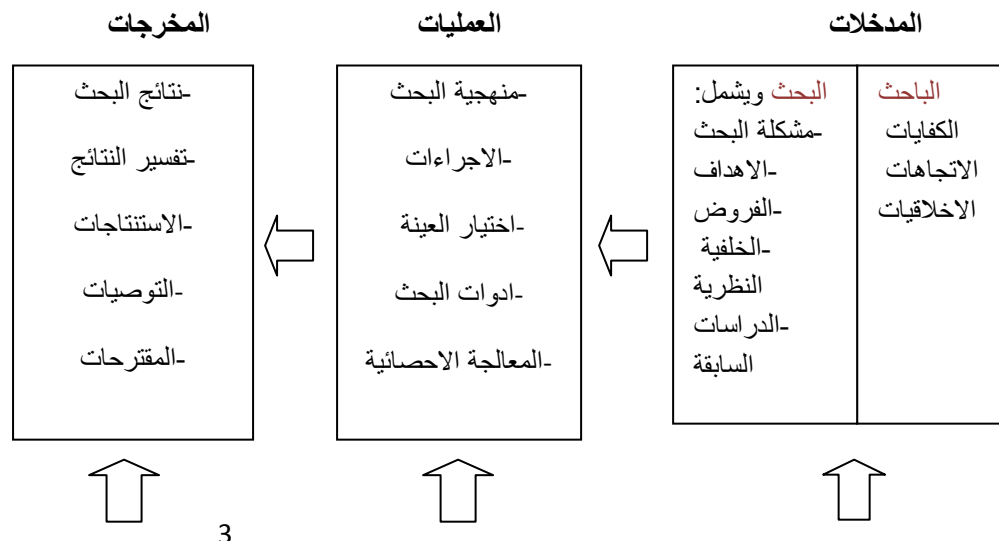 المدخلات
العمليات
المخرجات
الباحث
الكفايات
الاتجاهات
الاخلاقيات
البحث ويشمل:
-مشكلة البحث
-الاهداف
-الفروض
-الخلفية
النظرية
-الدراسات
السابقة
-منهجية البحث
-الاجراءات
-اختيار العينة
-ادوات البحث
-المعالجة الاحصائية
-نتائج البحث
-تفسير النتائج
-الاستنتاجات
-التوصيات
-المقترحات
3